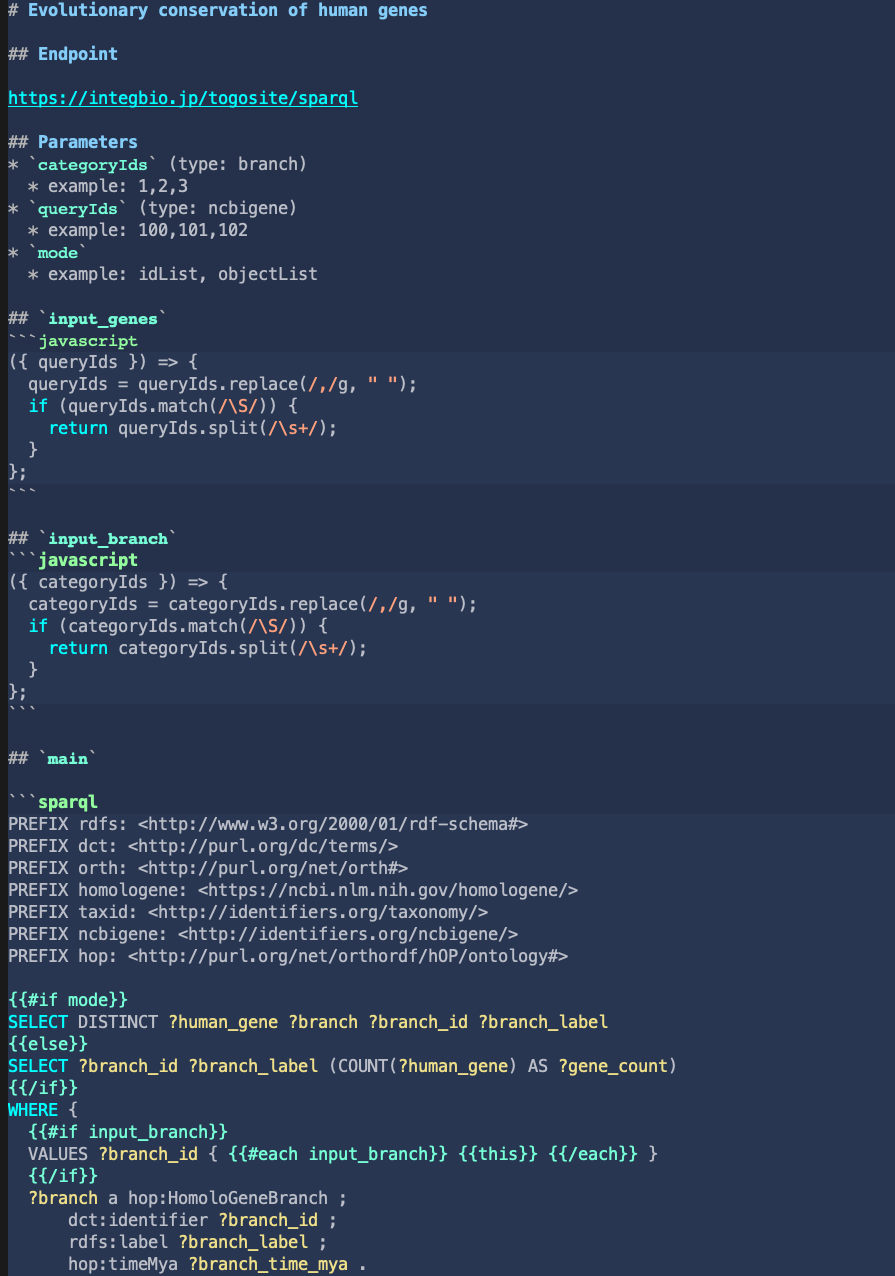 # Evolutionary conservation of human genes
## Endpoint
https://integbio.jp/togosite/sparql
## Parameters
* `categoryIds` (type: branch)
  * example: 1,2,3
* `queryIds` (type: ncbigene)
  * example: 100,101,102
* `mode`
  * example: idList, objectList
## `input_genes`
```javascript
({ queryIds }) => {
  queryIds = queryIds.replace(/,/g, " ");
  if (queryIds.match(/\S/)) {
    return queryIds.split(/\s+/);
  }
};
```
## `input_branch`
```javascript
({ categoryIds }) => {
  categoryIds = categoryIds.replace(/,/g, " ");
  if (categoryIds.match(/\S/)) {
    return categoryIds.split(/\s+/);
  }
};
```
## `main`
```sparql
PREFIX rdfs: <http://www.w3.org/2000/01/rdf-schema#>
PREFIX dct: <http://purl.org/dc/terms/>
PREFIX orth: <http://purl.org/net/orth#>
PREFIX homologene: <https://ncbi.nlm.nih.gov/homologene/>
PREFIX taxid: <http://identifiers.org/taxonomy/>
PREFIX ncbigene: <http://identifiers.org/ncbigene/>
PREFIX hop: <http://purl.org/net/orthordf/hOP/ontology#>
{{#if mode}}
SELECT DISTINCT ?human_gene ?branch ?branch_id ?branch_label
{{else}}
SELECT ?branch_id ?branch_label (COUNT(?human_gene) AS ?gene_count)
{{/if}}
WHERE {
  {{#if input_branch}}
  VALUES ?branch_id { {{#each input_branch}} {{this}} {{/each}} }
  {{/if}}
  ?branch a hop:HomoloGeneBranch ;
      dct:identifier ?branch_id ;
      rdfs:label ?branch_label ;
      hop:timeMya ?branch_time_mya .